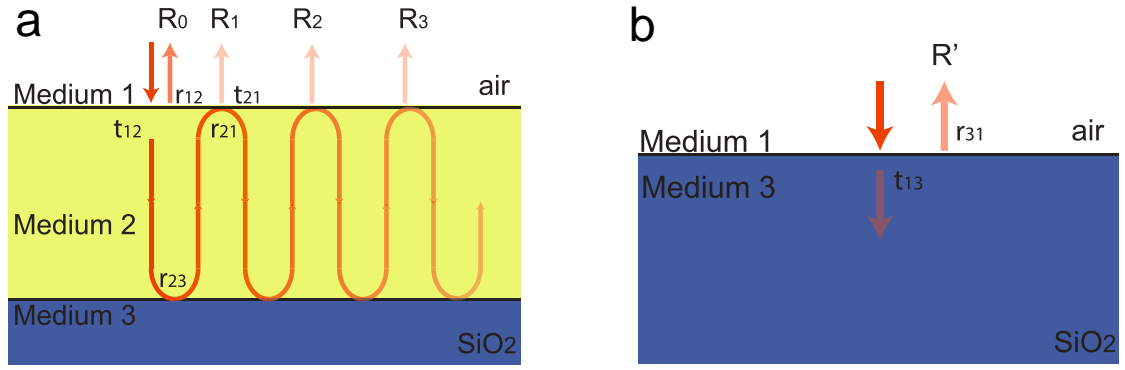 a
R0 R1 R2 R3
Medium 1 r12 t21 air
t12 r21
Medium 2
r23
Medium 3
SiO2
b
R'
Medium 1 r31 air
Medium 3 t13
SiO2